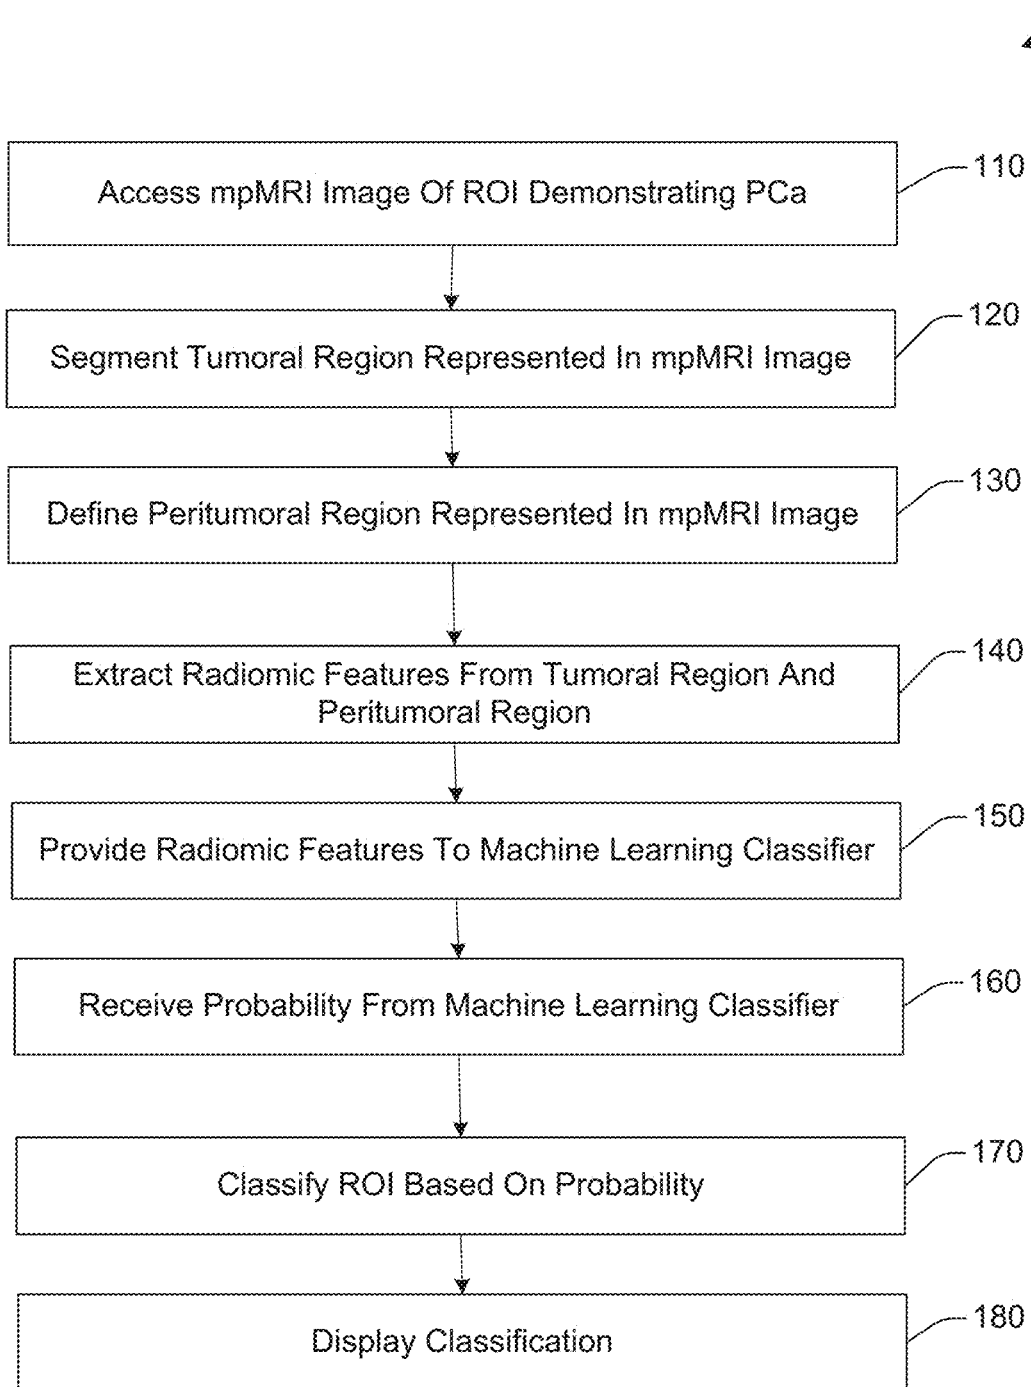 Access mpMRI Image Of ROI Demonstrating PCa
110
Segment Tumoral Region Represented In mpMRI Image
120
Define Peritumoral Region Represented In mpMRI Image
130
Extract Radiomic Features From Tumoral Region And
Peritumoral Region
140
Provide Radiomic Features To Machine Learning Classifier
150
Receive Probability From Machine Learning Classifier
160
Classify ROI Based On Probability
170
Display Classification
180